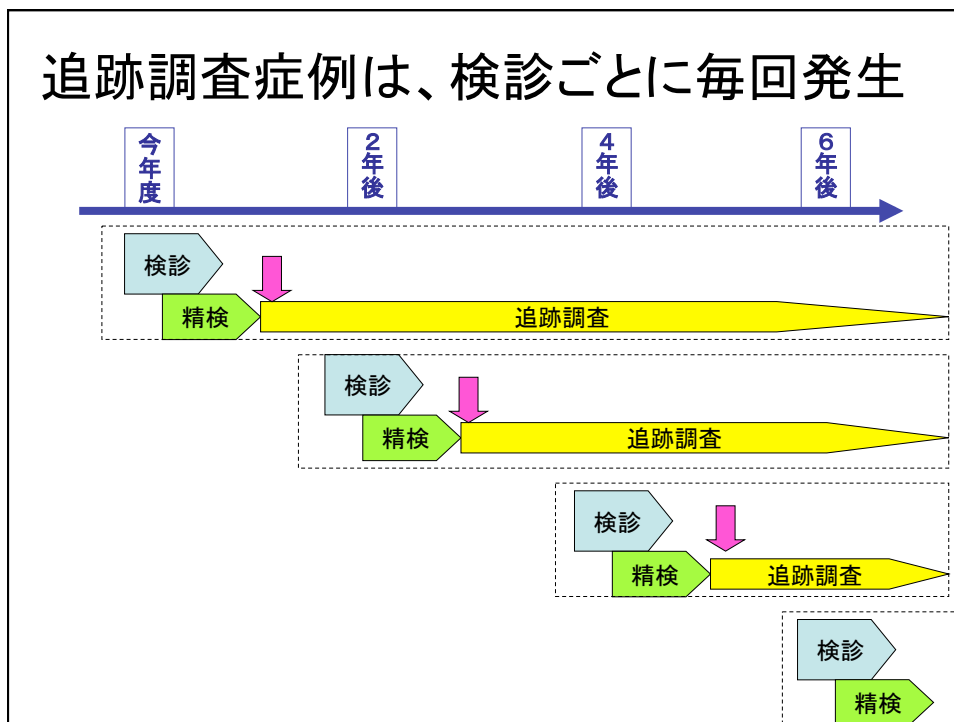 追跡調査症例は、検診ごとに毎回発生
今年度
２年後
４年後
６年後
検診
精検
追跡調査
検診
精検
追跡調査
検診
精検
追跡調査
検診
精検